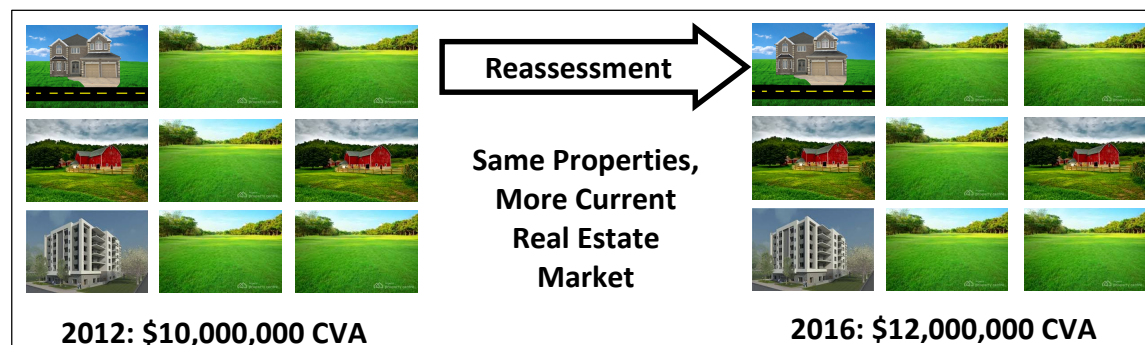 Reassessment
Same Properties,
More Current
Real Estate
Market
2012: $10,000,000 CVA
2016: $12,000,000 CVA